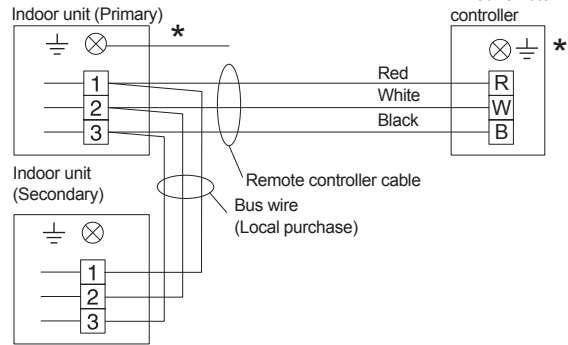 Indoor unit (Primary)
*
controller
*
1
2
3
Red
White
Black
R
W
B
Indoor unit
(Secondary)
Remote controller cable
Bus wire
(Local purchase)
1
2
3